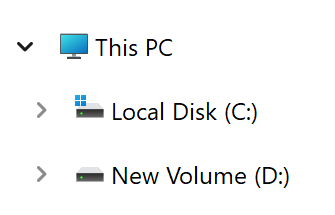 This PC
Local Disk (C:)
New Volume (D:)